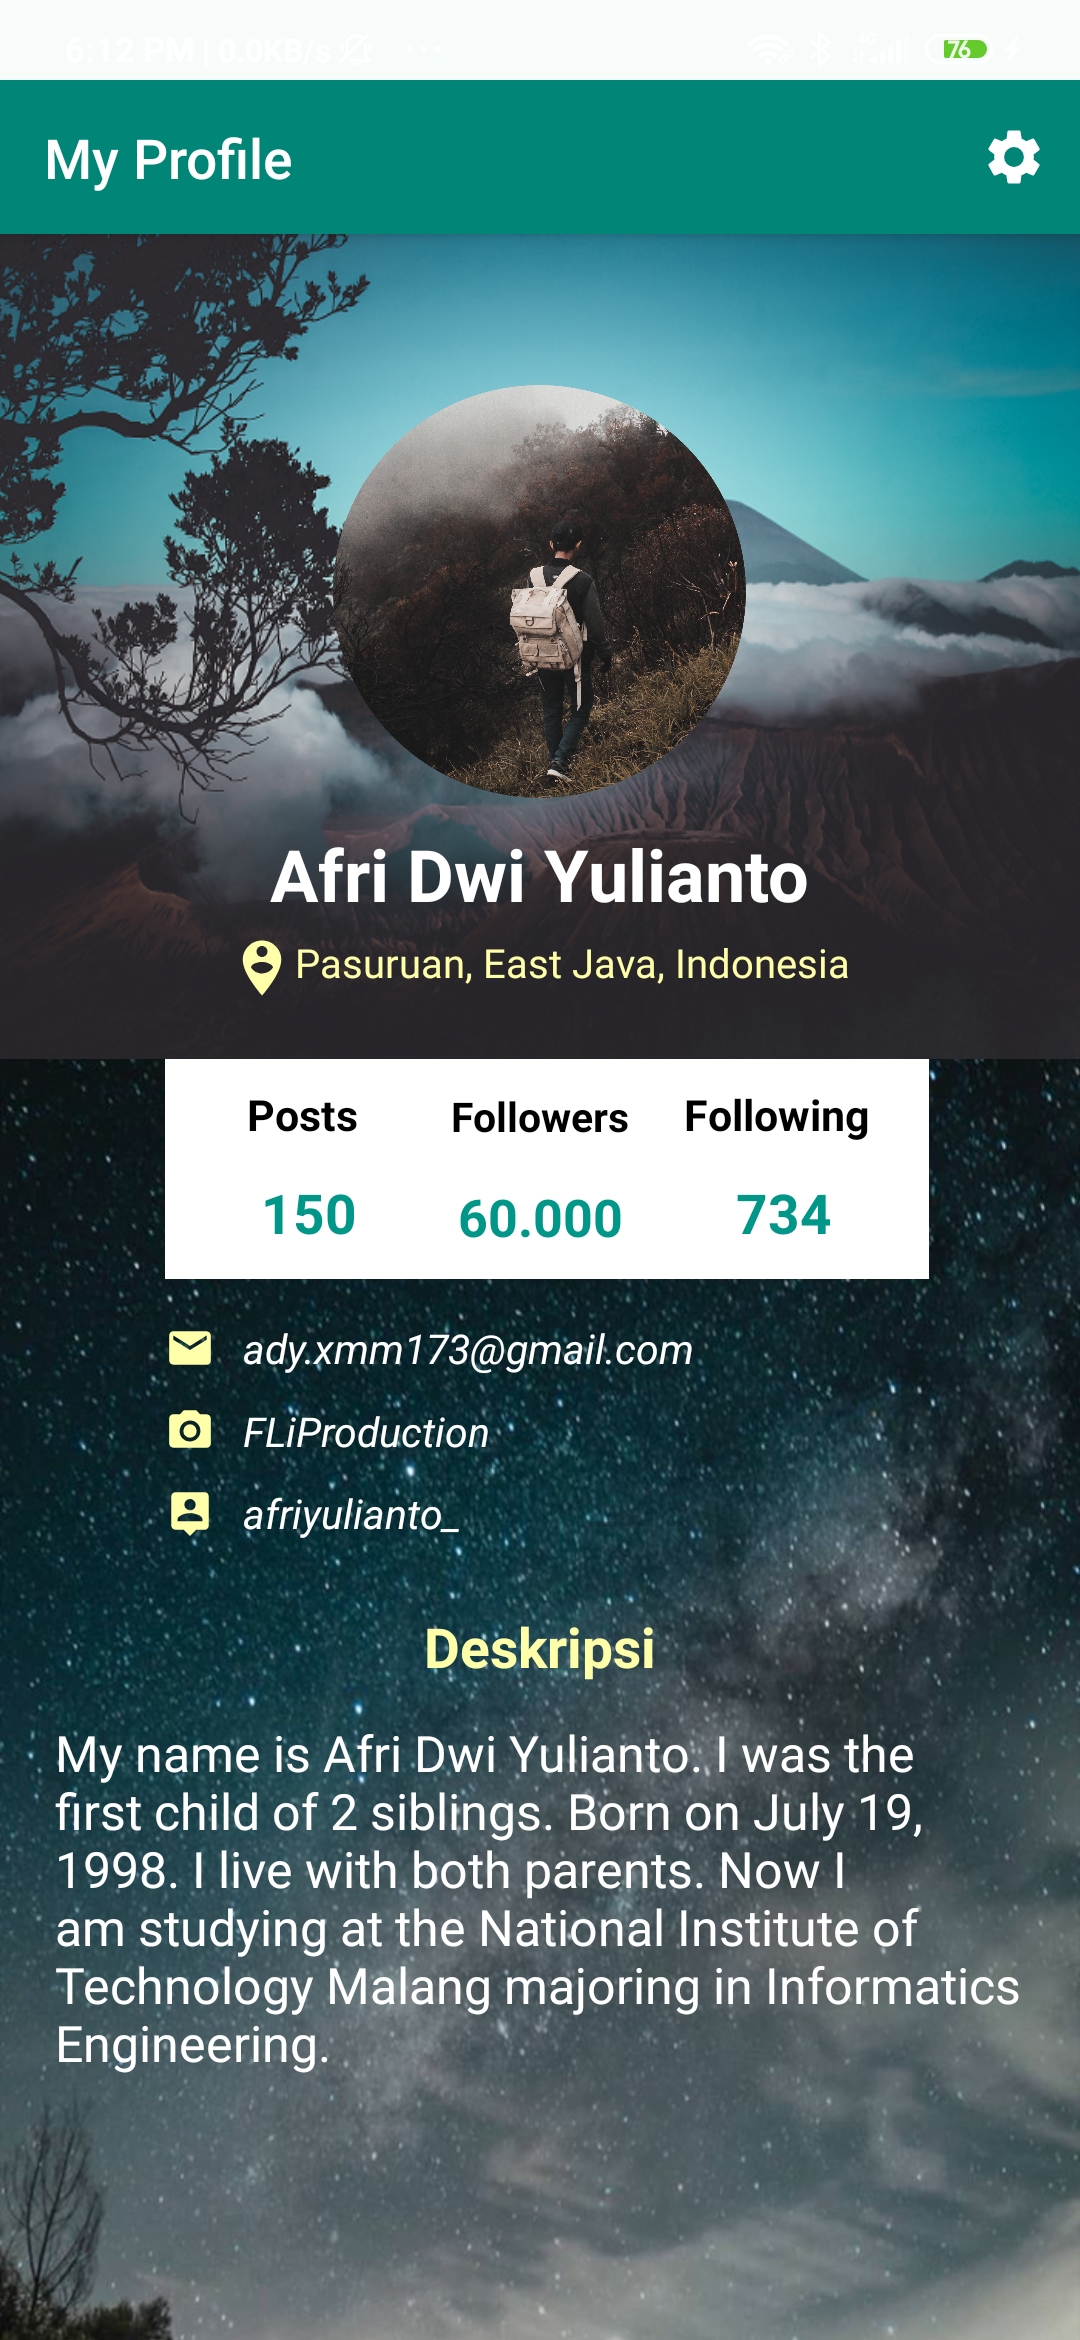 6:12 PM | 0.0KB/s ...
4G
76
My Profile
Afri Dwi Yulianto
Pasuruan, East Java, Indonesia
Posts Followers Following
150 60.000 734
ady.xmm173@gmail.com
FLiProduction
afriyulianto_
Deskripsi
My name is Afri Dwi Yulianto. I was the
first child of 2 siblings. Born on July 19,
1998. I live with both parents. Now I
am studying at the National Institute of
Technology Malang majoring in Informatics
Engineering.